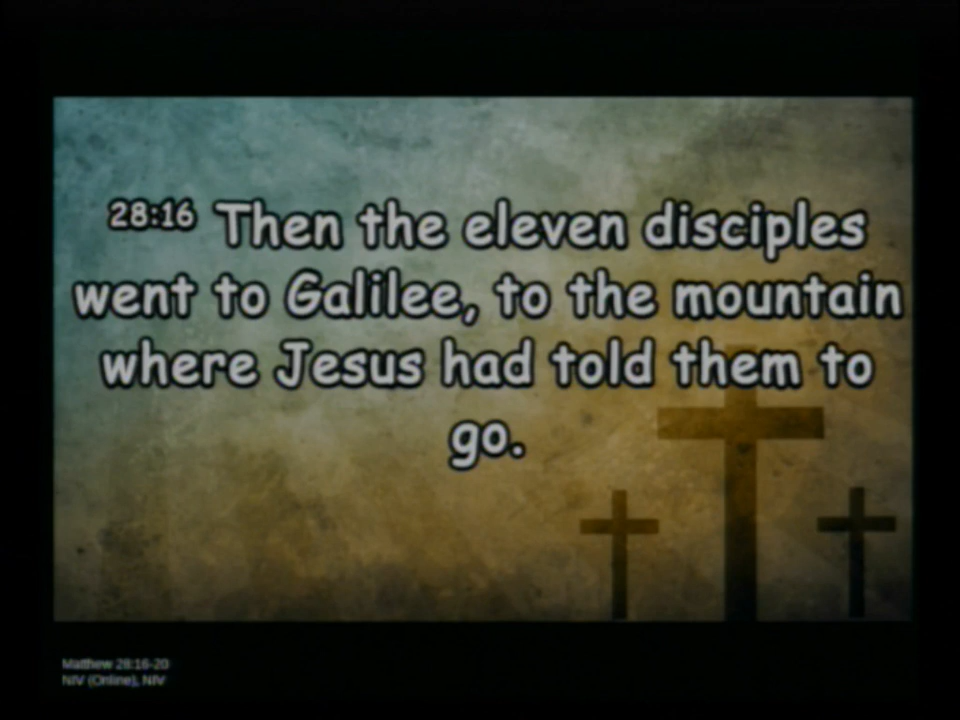 28:16 Then the eleven disciples
went to Galilee, to the mountain
where Jesus had told them to
go.
Matthew 28:16-20
NIV (Online), NIV